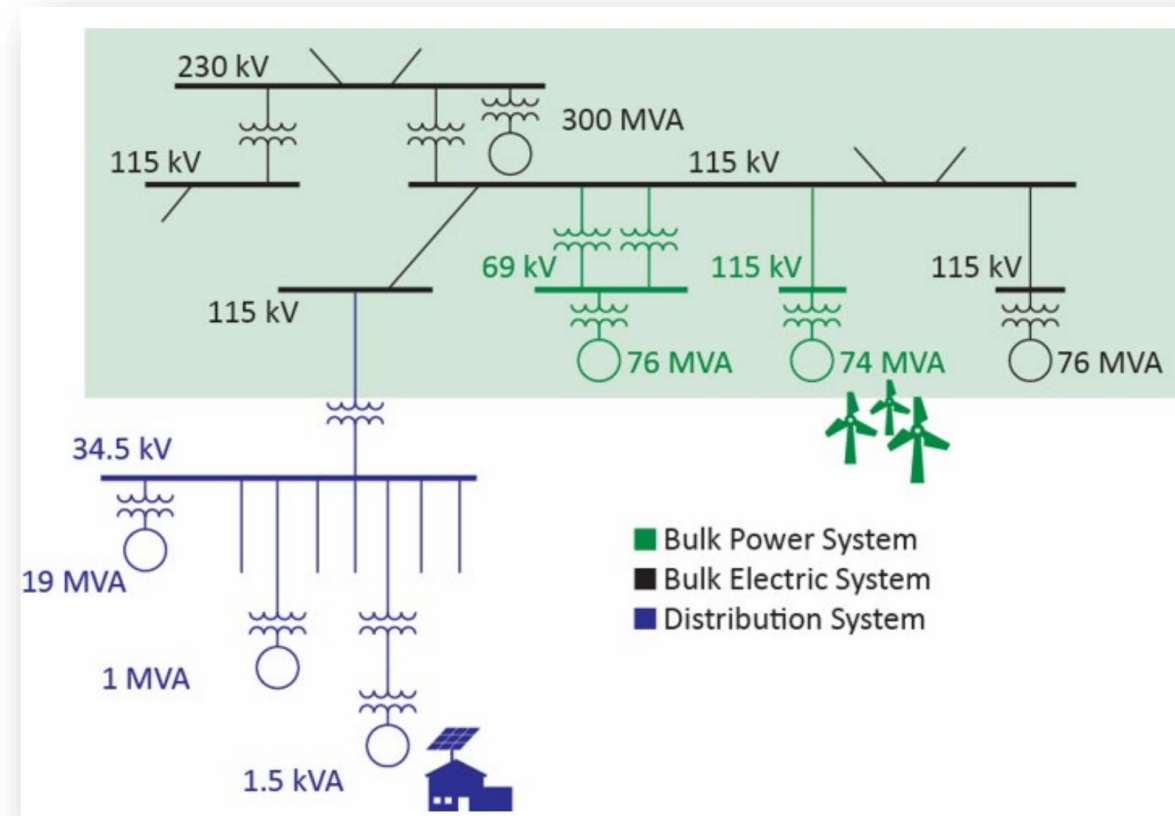 230 kV
300 MVA
115 kV
115 kV
69 kV
115 kV
115 kV
115 kV
76 MVA
74 MVA
76 MVA
34.5 kV
19 MVA
1 MVA
1.5 kVA
Bulk Power System
Bulk Electric System
Distribution System